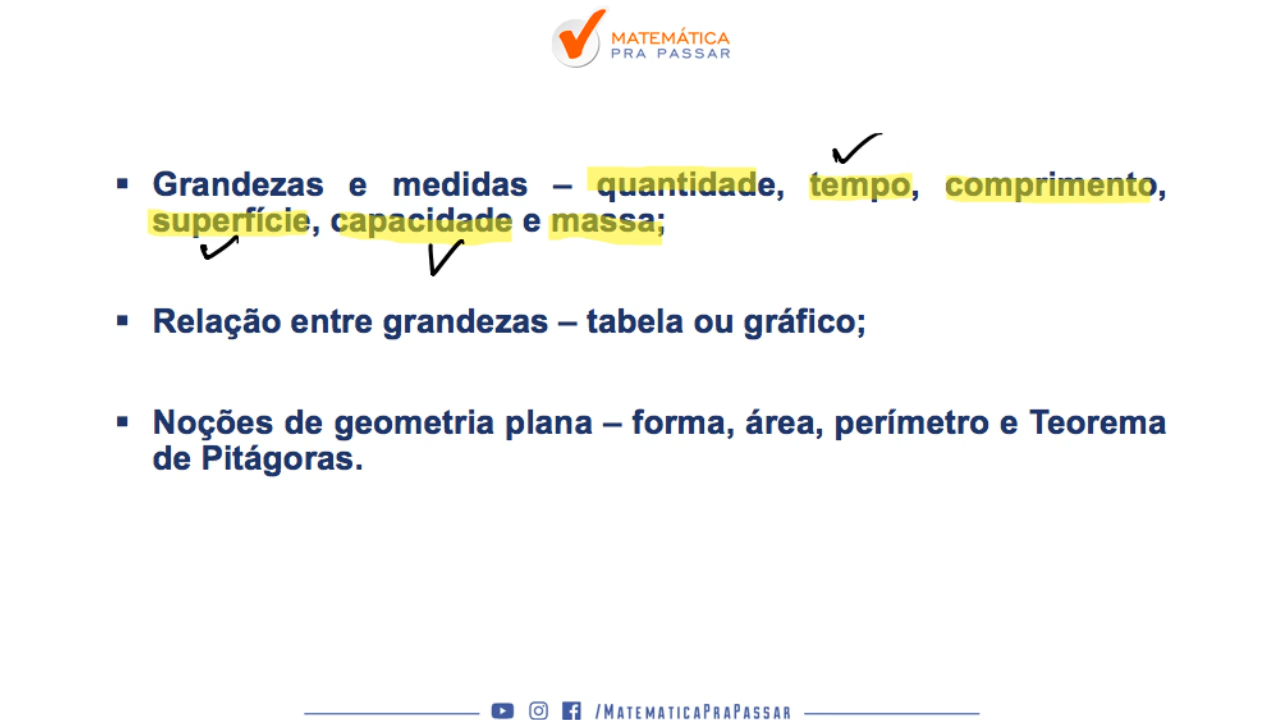 MATEMÁTICA
PRA PASSAR
▪ Grandezas e medidas – quantidade, tempo, comprimento,
superfície, capacidade e massa;
▪ Relação entre grandezas – tabela ou gráfico;
▪ Noções de geometria plana – forma, área, perímetro e Teorema
de Pitágoras.
/MATEMATICAPRAPASSAR